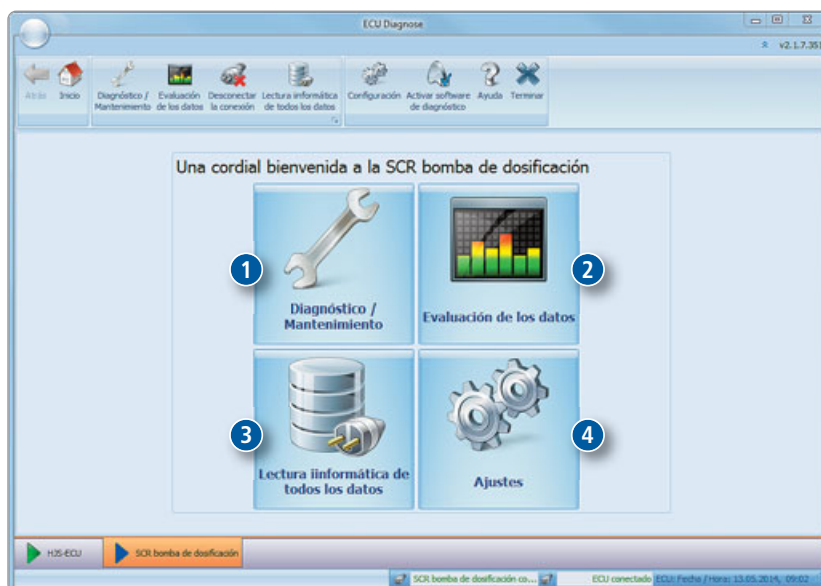 ECU Diagnose
v2.1.7.351
Atrás
Inicio
Diagnóstico /
Mantenimiento
Evaluación
de los datos
Desconectar
la conexión
Lectura informática
de todos los datos
Configuración
Activar software
de diagnóstico
Ayuda
Terminar
Una cordial bienvenida a la SCR bomba de dosificación
1
Diagnóstico /
Mantenimiento
2
Evaluación de los datos
3
Lectura iinformática de
todos los datos
4
Ajustes
HJS-ECU
SCR bomba de dosificación
SCR bomba de dosificación co...
ECU conectado
ECU: Fecha / Hora: 13.05.2014, 09:02